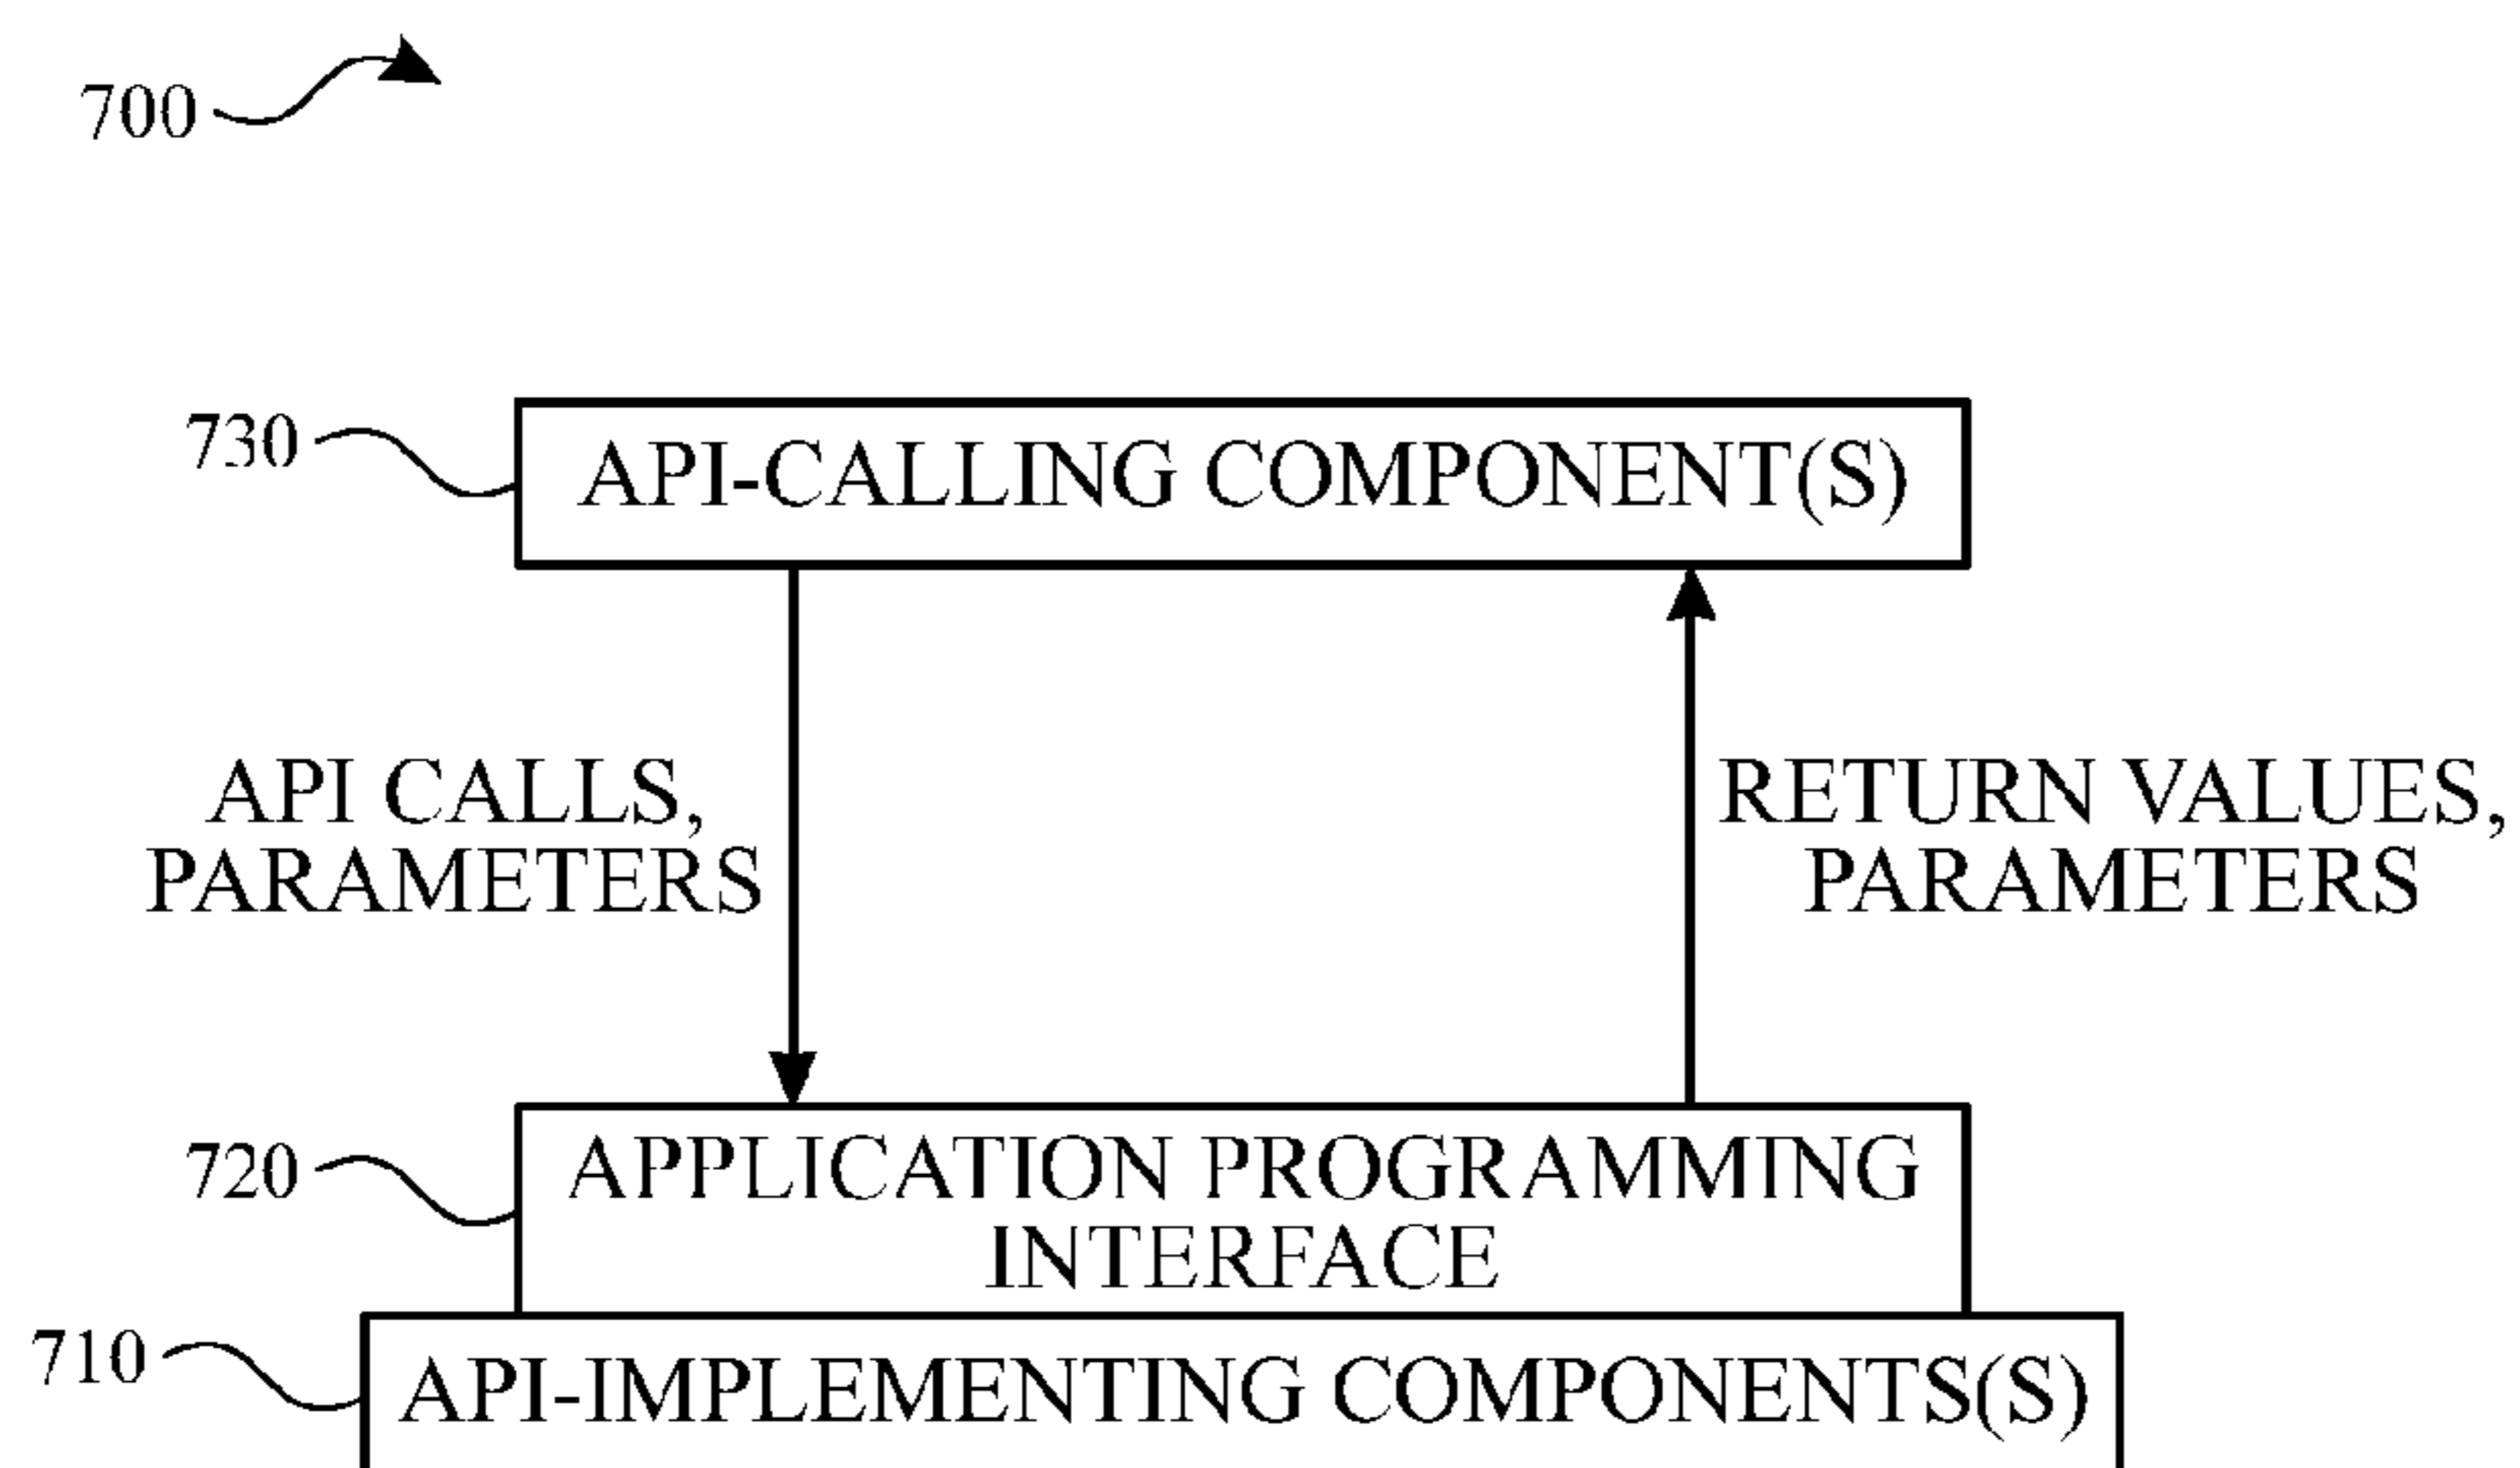 700
730
API-CALLING COMPONENT(S)
API CALLS,
PARAMETERS
RETURN VALUES,
PARAMETERS
720
APPLICATION PROGRAMMING
INTERFACE
710
API-IMPLEMENTING COMPONENTS(S)